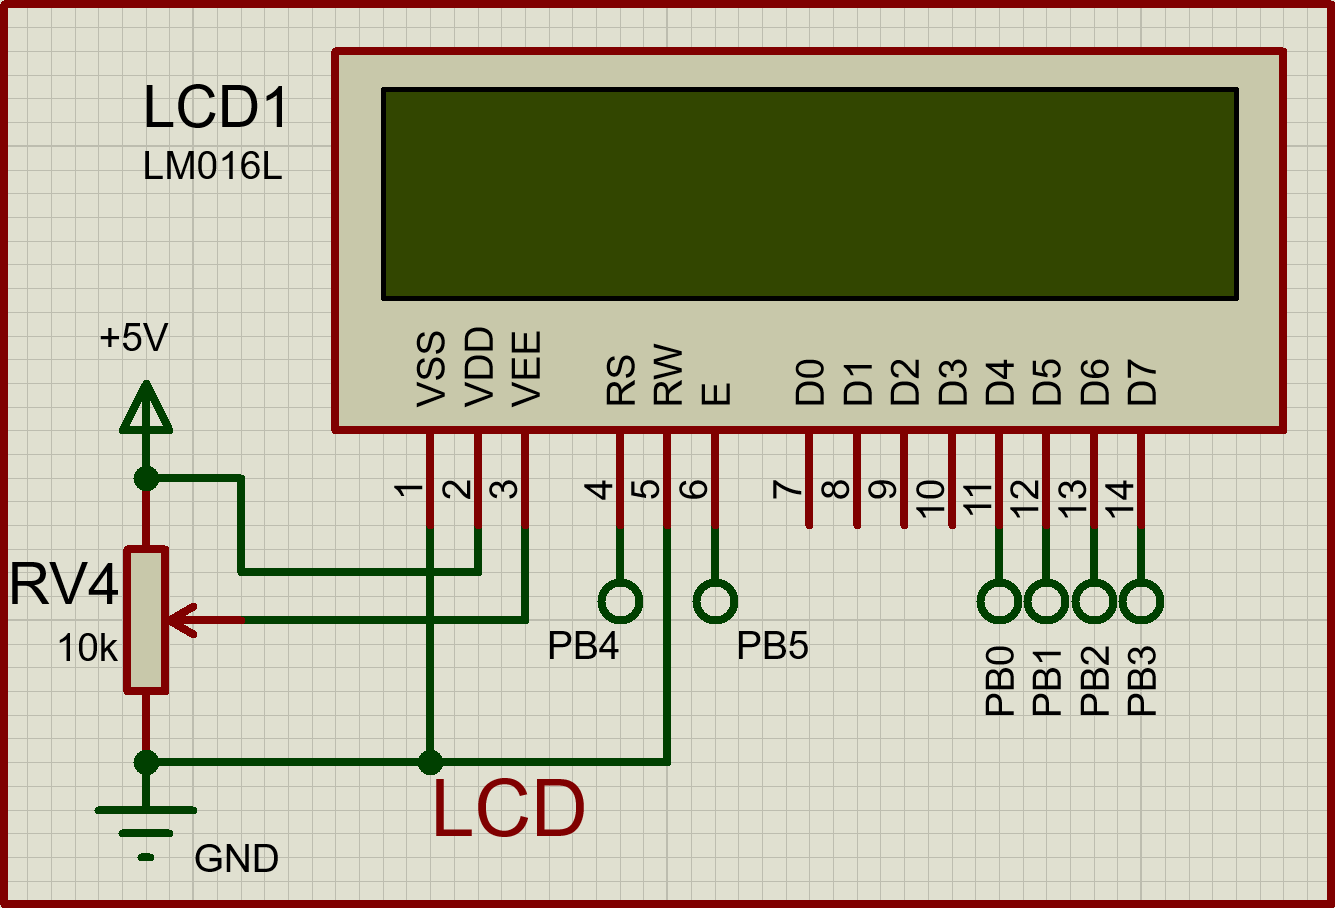 LCD1
LM016L
+5V
VSS
VDD
VEE
RS
RW
E
D0
D1
D2
D3
D4
D5
D6
D7
1
2
3
4
5
6
7
8
9
10
11
12
13
14
RV4
10k
PB4
PB5
PB0
PB1
PB2
PB3
LCD
GND